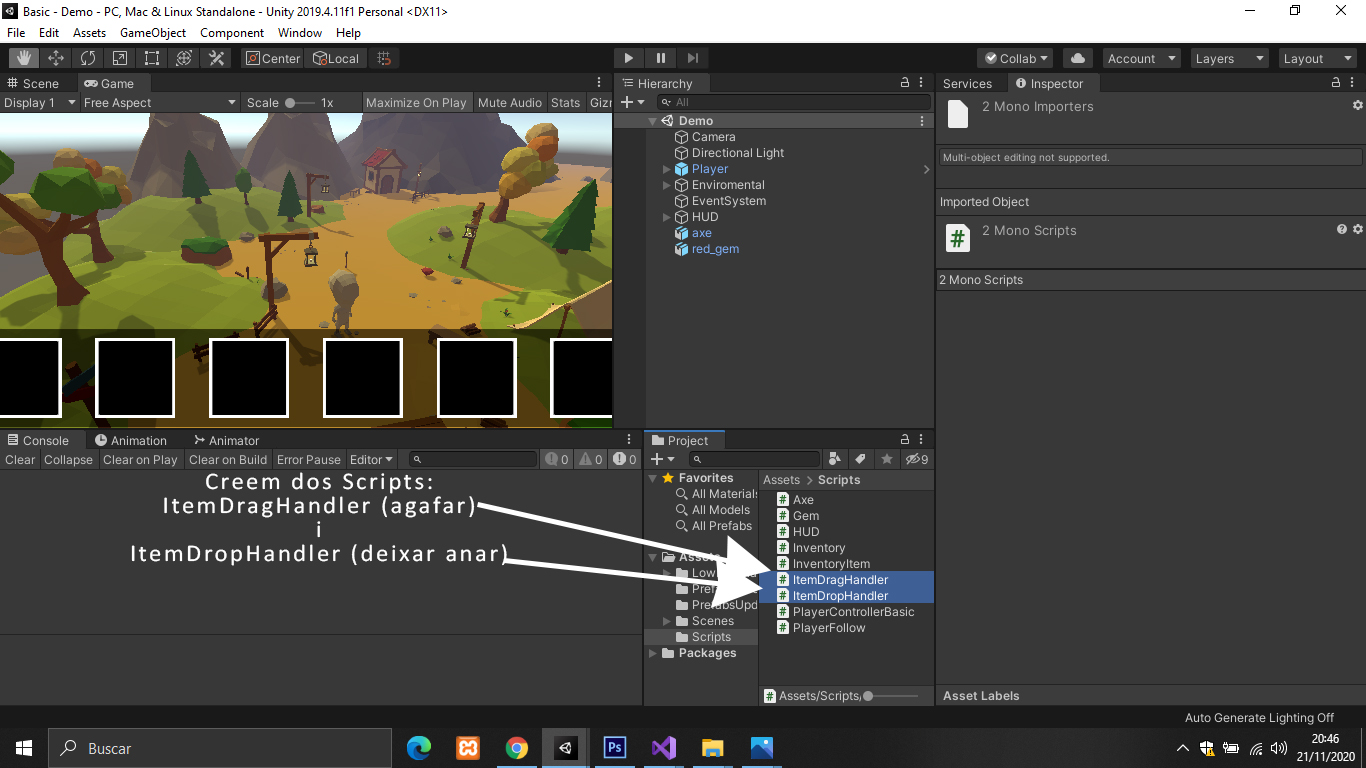 Basic - Demo - PC, Mac & Linux Standalone - Unity 2019.4.11f1 Personal <DX11>
File Edit Assets GameObject Component Window Help
Center Local Collab Account Layers Layout
Scene Game
Display 1 Free Aspect Scale 1x Maximize On Play Mute Audio Stats Giz
Hierarchy
All
Demo
Camera
Directional Light
Player
Enviromental
EventSystem
HUD
axe
red_gem
Services Inspector
2 Mono Importers
Multi-object editing not supported.
Imported Object
2 Mono Scripts
2 Mono Scripts
Asset Labels
Console Animation Animator
Clear Collapse Clear on Play Clear on Build Error Pause Editor 0 0 0
Creem dos Scripts:
ItemDragHandler (agafar)
i
ItemDropHandler (deixar anar)
Project
9
Favorites
All Materials
All Models
All Prefabs
Assets
Low
Pre
PrefabsUpd
Scenes
Scripts
Packages
Assets > Scripts
Axe
Gem
HUD
Inventory
InventoryItem
ItemDragHandler
ItemDropHandler
PlayerControllerBasic
PlayerFollow
Assets/Scripts/
Auto Generate Lighting Off
Buscar
Ps
20:46
21/11/2020